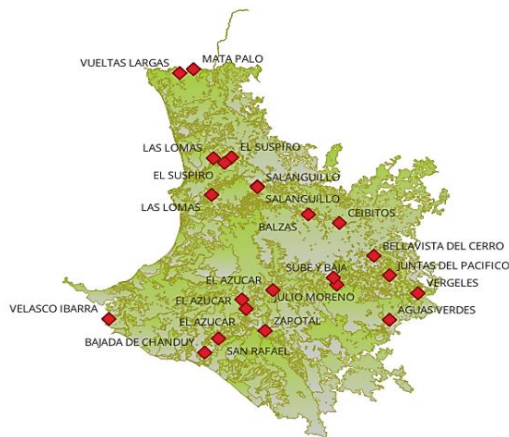 VUELTAS LARGAS
MATA PALO
LAS LOMAS
EL SUSPIRO
EL SUSPIRO
SALANGUILLO
LAS LOMAS
SALANGUILLO
BALZAS
CEIBITOS
BELLAVISTA DEL CERRO
SUBE Y BAJA
JUNTAS DEL PACIFICO
EL AZUCAR
VERGELES
JULIO MORENO
EL AZUCAR
VELASCO IBARRA
AGUAS VERDES
EL AZUCAR
ZAPOTAL
BAJADA DE CHANDUY
SAN RAFAEL